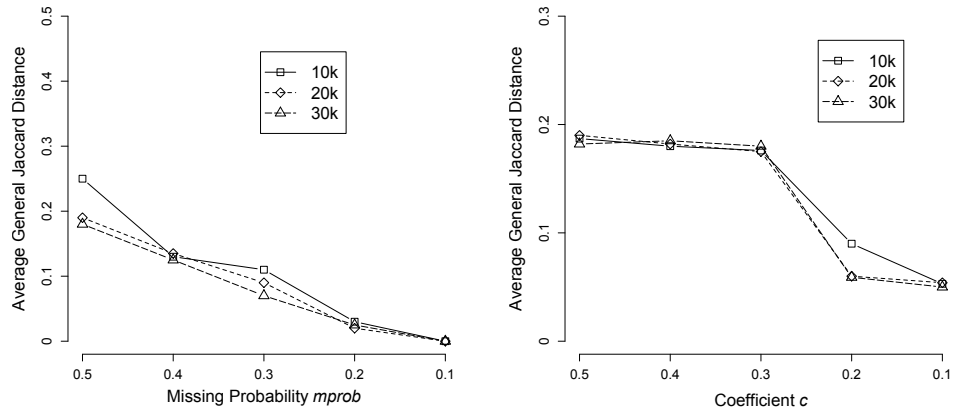 Average General Jaccard Distance
0.5
0.4
0.3
0.2
0.1
0
10k
20k
30k
0.5 0.4 0.3 0.2 0.1
Missing Probability mprob
Average General Jaccard Distance
0.3
0.2
0.1
0
10k
20k
30k
0.5 0.4 0.3 0.2 0.1
Coefficient c